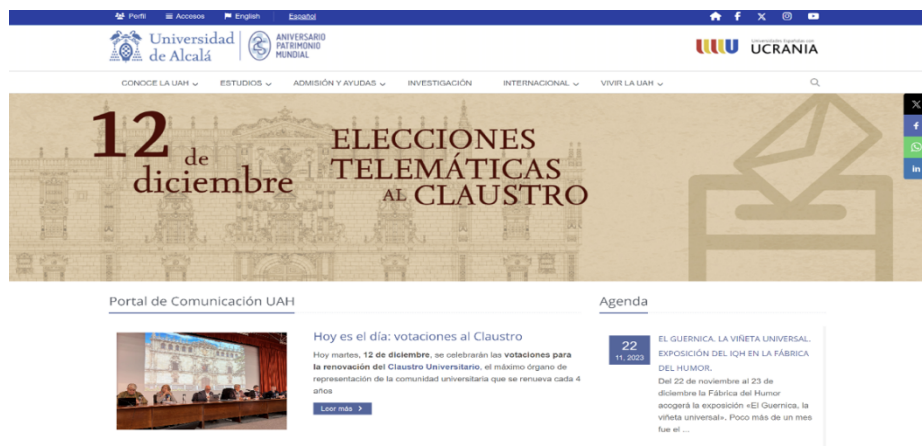 Perfil Accesos English Español
Universidad
de Alcalá
ANIVERSARIO
PATRIMONIO
MUNDIAL
Universidades Españolas con
UCRANIA
CONOCE LA UAH ESTUDIOS ADMISIÓN Y AYUDAS INVESTIGACIÓN INTERNACIONAL VIVIR LA UAH
12 de
diciembre
ELECCIONES
TELEMÁTICAS
AL CLAUSTRO
Portal de Comunicación UAH
Hoy es el día: votaciones al Claustro
Hoy martes, 12 de diciembre, se celebrarán las votaciones para
la renovación del Claustro Universitario, el máximo órgano de
representación de la comunidad universitaria que se renueva cada 4
años
Leer más
Agenda
22
11, 2023
EL GUERNICA. LA VIÑETA UNIVERSAL.
EXPOSICIÓN DEL IQH EN LA FÁBRICA
DEL HUMOR.
Del 22 de noviembre al 23 de
diciembre la Fábrica del Humor
acogerá la exposición «El Guernica, la
viñeta universal». Poco más de un mes
fue el ...